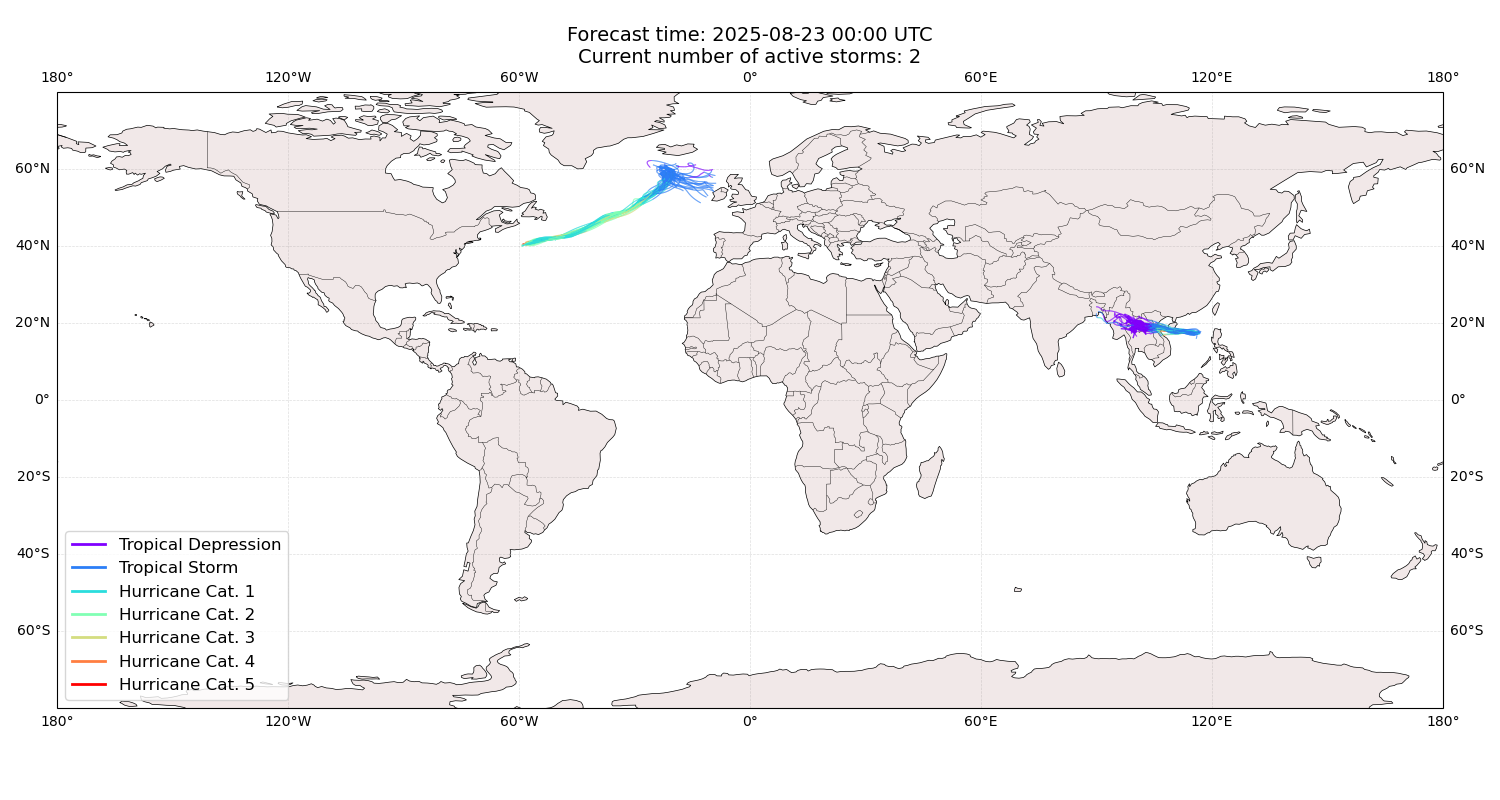 Forecast time: 2025-08-23 00:00 UTC
Current number of active storms: 2
180° 120°W 60°W 0° 60°E 120°E 180°
60°N 60°N
40°N 40°N
20°N 20°N
0° 0°
20°S 20°S
40°S 40°S
60°S 60°S
Tropical Depression
Tropical Storm
Hurricane Cat. 1
Hurricane Cat. 2
Hurricane Cat. 3
Hurricane Cat. 4
Hurricane Cat. 5
180° 120°W 60°W 0° 60°E 120°E 180°